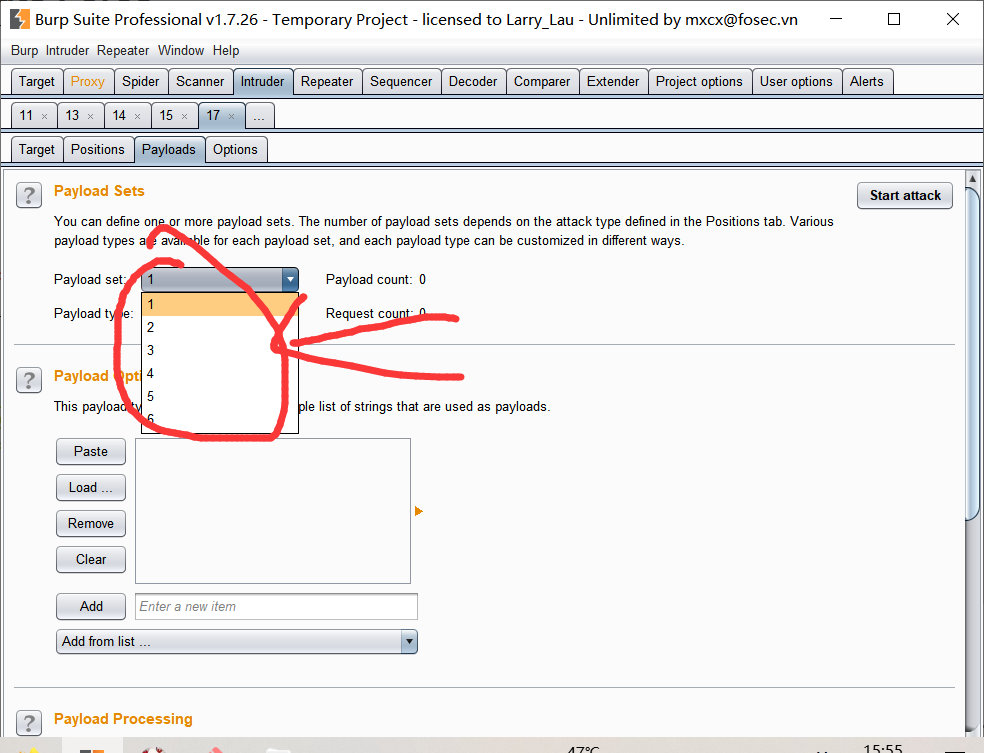 Burp Suite Professional v1.7.26 - Temporary Project - licensed to Larry_Lau - Unlimited by mxcx@fosec.vn
Burp Intruder Repeater Window Help
Target Proxy Spider Scanner Intruder Repeater Sequencer Decoder Comparer Extender Project options User options Alerts
11 × 13 × 14 × 15 × 17 × ...
Target Positions Payloads Options
? Payload Sets Start attack
You can define one or more payload sets. The number of payload sets depends on the attack type defined in the Positions tab. Various
payload types are available for each payload set, and each payload type can be customized in different ways.
Payload set: 1 Payload count: 0
1
Payload type: Request count: 0
2
3
? Payload Opti
4
5
This payload ty ple list of strings that are used as payloads.
6
Paste
Load ...
Remove
Clear
Add Enter a new item
Add from list ...
? Payload Processing
47°C 15:55